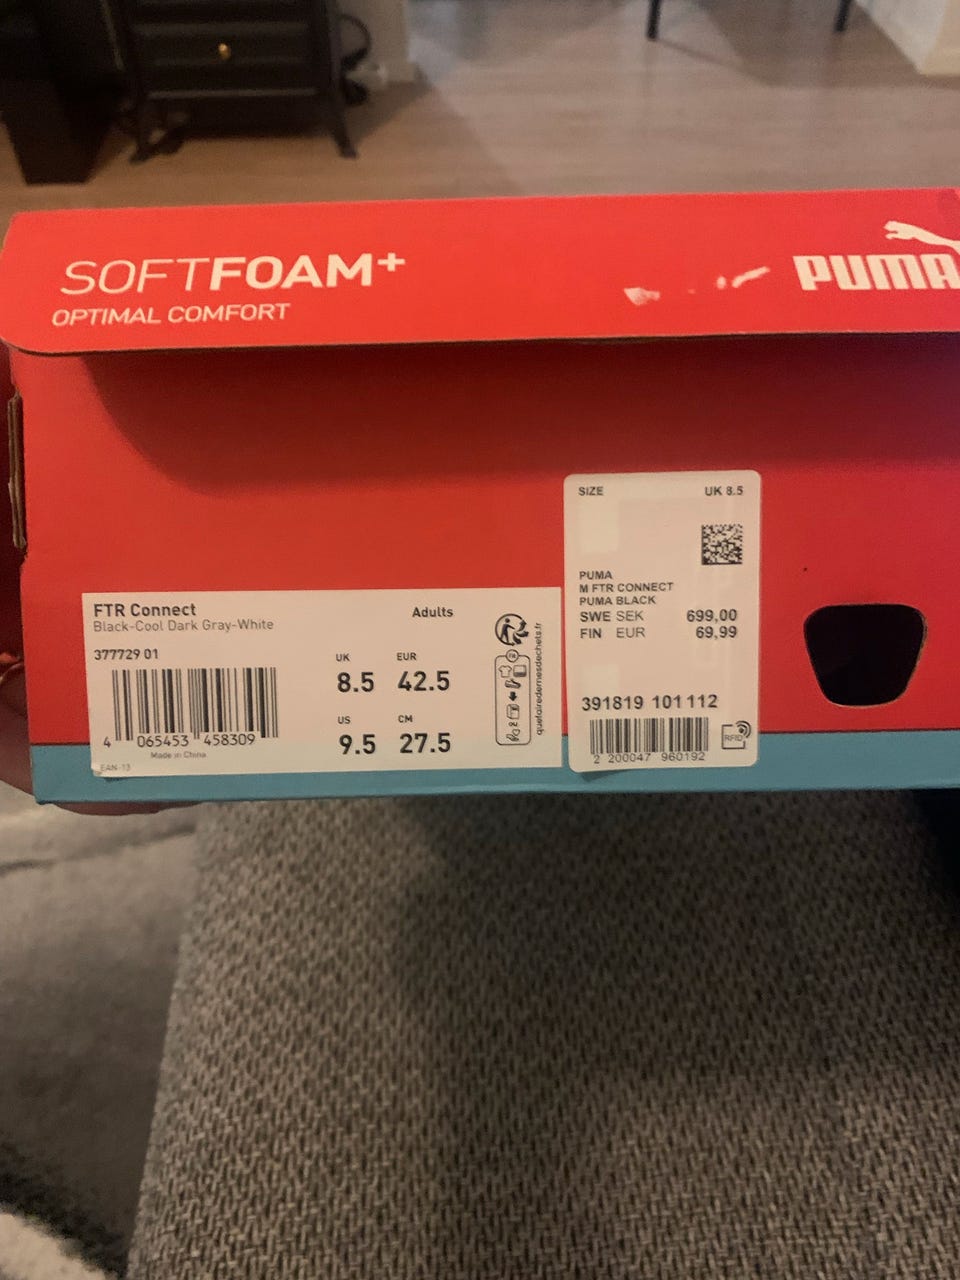 SOFTFOAM+
OPTIMAL COMFORT
PUMA
FTR Connect
Black-Cool Dark Gray-White
Adults
377729 01
UK EUR
8.5 42.5
US CM
9.5 27.5
4 065453 458309
Made in China
EAN-13
FR
quefairedemesdechets.fr
SIZE UK 8.5
PUMA
M FTR CONNECT
PUMA BLACK
SWE SEK 699,00
FIN EUR 69,99
391819 101 112
2 200047 960192
RFID